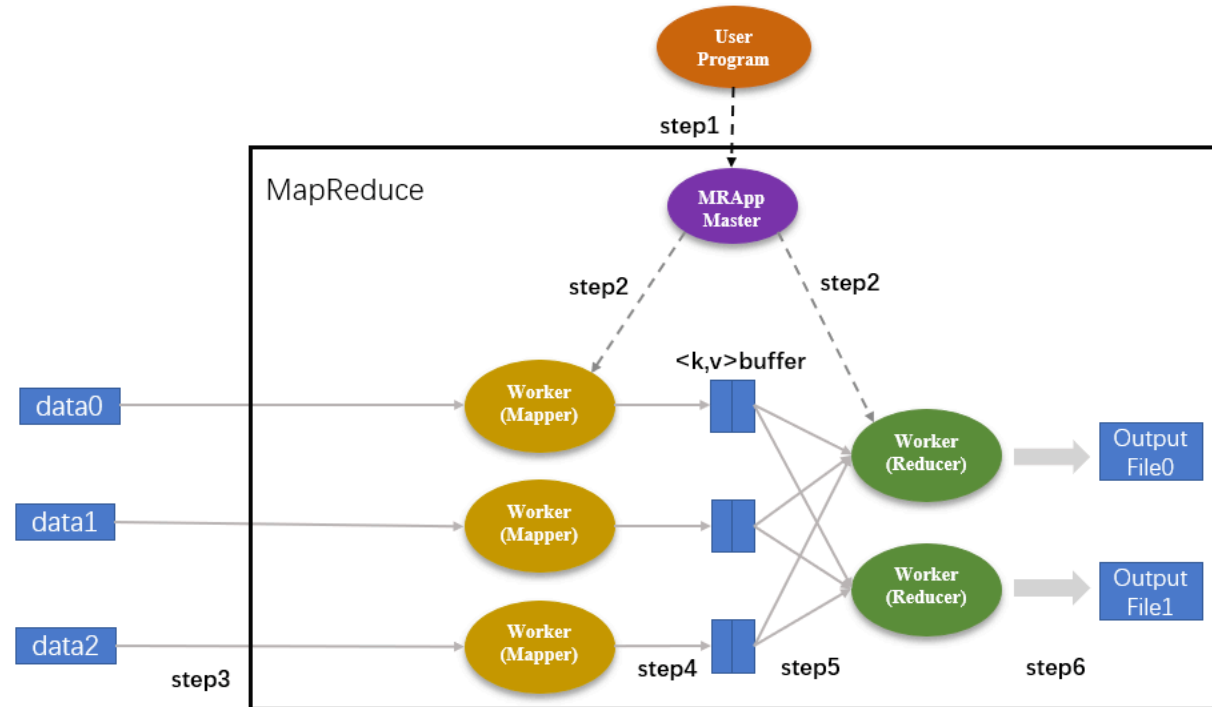 User
Program
step1
MapReduce
MRApp
Master
step2
step2
<k,v>buffer
data0
Worker
(Mapper)
Worker
(Reducer)
Output
File0
data1
Worker
(Mapper)
Worker
(Reducer)
Output
File1
data2
Worker
(Mapper)
step3
step4
step5
step6